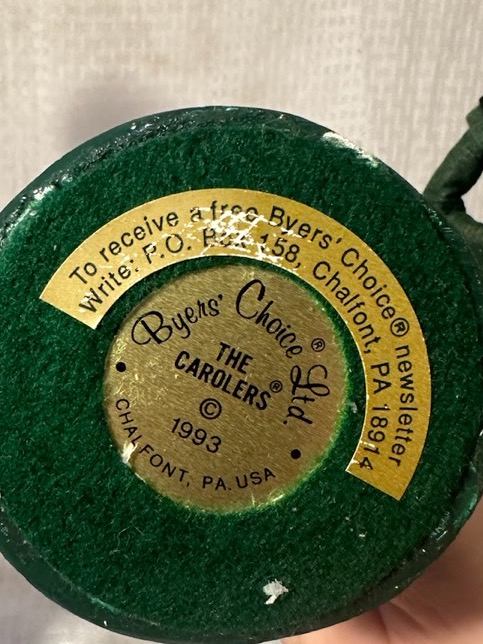 To receive a free Byers' Choice® newsletter
Write: P.O. Box 158, Chalfont, PA 18914
Byers' Choice® Ltd.
THE
CAROLERS®
©
1993
CHALFONT, PA. USA